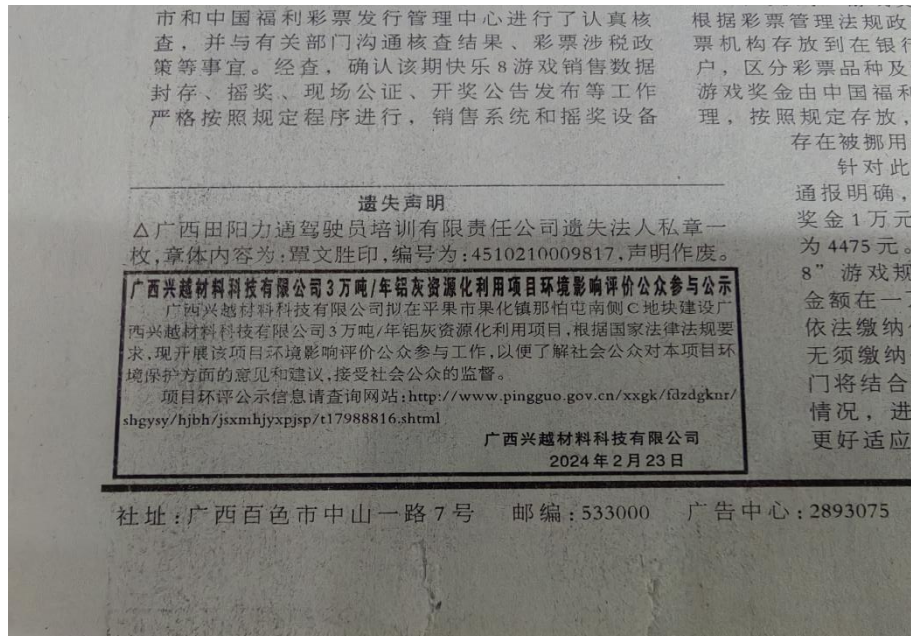 市和中国福利彩票发行管理中心进行了认真核
查，并与有关部门沟通核查结果、彩票涉税政
策等事宜。经查，确认该期快乐8游戏销售数据
封存、摇奖、现场公证、开奖公告发布等工作
严格按照规定程序进行，销售系统和摇奖设备
根据彩票管理法规政
票机构存放到在银行
户，区分彩票品种及
游戏奖金由中国福利
理，按照规定存放，
存在被挪用
针对此
通报明确，
奖金1万元
为4475元。
8”游戏规
金额在一万
依法缴纳
无须缴纳
门将结合
情况，进
更好适应
遗失声明
△广西田阳力通驾驶员培训有限责任公司遗失法人私章一
枚，章体内容为：覃文胜印，编号为：4510210009817，声明作废。
广西兴越材料科技有限公司3万吨/年铝灰资源化利用项目环境影响评价公众参与公示
广西兴越材料科技有限公司拟在平果市果化镇那怕屯南侧C地块建设广
西兴越材料科技有限公司3万吨/年铝灰资源化利用项目，根据国家法律法规要
求，现开展该项目环境影响评价公众参与工作，以便了解社会公众对本项目环
境保护方面的意见和建议，接受社会公众的监督。
项目环评公示信息请查询网站：http://www.pingguo.gov.cn/xxgk/fdzdgknr/
shgysy/hjbh/jsxmhjyxpjsp/t17988816.shtml
广西兴越材料科技有限公司
2024年2月23日
社址：广西百色市中山一路7号 邮编：533000 广告中心：2893075